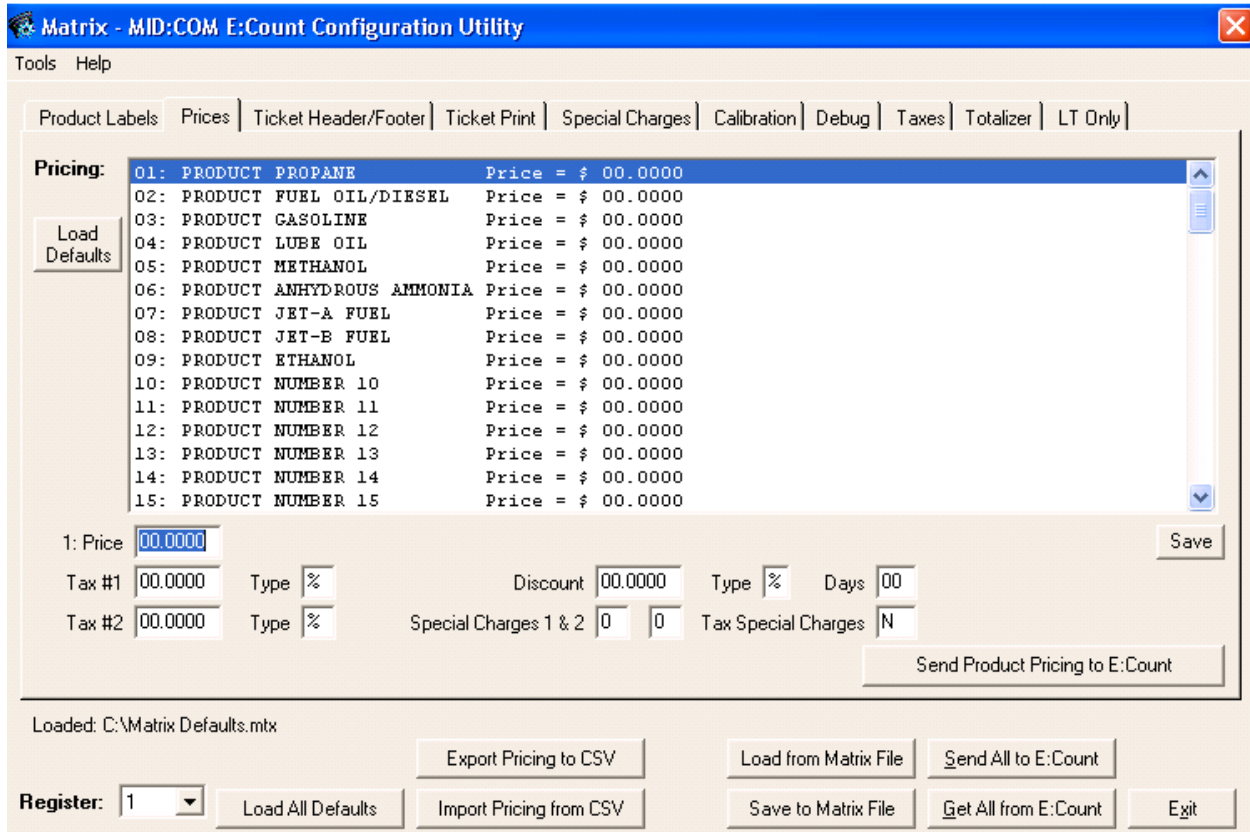 Matrix - MID:COM E:Count Configuration Utility
Tools Help
Product Labels Prices Ticket Header/Footer Ticket Print Special Charges Calibration Debug Taxes Totalizer LT Only
Pricing:
Load Defaults
01: PRODUCT PROPANE Price = $ 00.0000
02: PRODUCT FUEL OIL/DIESEL Price = $ 00.0000
03: PRODUCT GASOLINE Price = $ 00.0000
04: PRODUCT LUBE OIL Price = $ 00.0000
05: PRODUCT METHANOL Price = $ 00.0000
06: PRODUCT ANHYDROUS AMMONIA Price = $ 00.0000
07: PRODUCT JET-A FUEL Price = $ 00.0000
08: PRODUCT JET-B FUEL Price = $ 00.0000
09: PRODUCT ETHANOL Price = $ 00.0000
10: PRODUCT NUMBER 10 Price = $ 00.0000
11: PRODUCT NUMBER 11 Price = $ 00.0000
12: PRODUCT NUMBER 12 Price = $ 00.0000
13: PRODUCT NUMBER 13 Price = $ 00.0000
14: PRODUCT NUMBER 14 Price = $ 00.0000
15: PRODUCT NUMBER 15 Price = $ 00.0000
1: Price 00.0000 Save
Tax #1 00.0000 Type % Discount 00.0000 Type % Days 00
Tax #2 00.0000 Type % Special Charges 1 & 2 0 0 Tax Special Charges N
Send Product Pricing to E:Count
Loaded: C:\Matrix Defaults.mtx
Export Pricing to CSV Load from Matrix File Send All to E:Count
Register: 1 Load All Defaults Import Pricing from CSV Save to Matrix File Get All from E:Count Exit